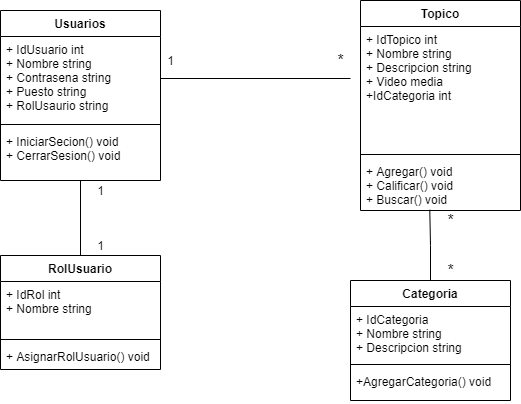 Usuarios
+ IdUsuario int
+ Nombre string
+ Contrasena string
+ Puesto string
+ RolUsaurio string
+ IniciarSecion() void
+ CerrarSesion() void
1
*
Topico
+ IdTopico int
+ Nombre string
+ Descripcion string
+ Video media
+IdCategoria int
+ Agregar() void
+ Calificar() void
+ Buscar() void
1
1
*
*
RolUsuario
+ IdRol int
+ Nombre string
+ AsignarRolUsuario() void
Categoria
+ IdCategoria
+ Nombre string
+ Descripcion string
+AgregarCategoria() void